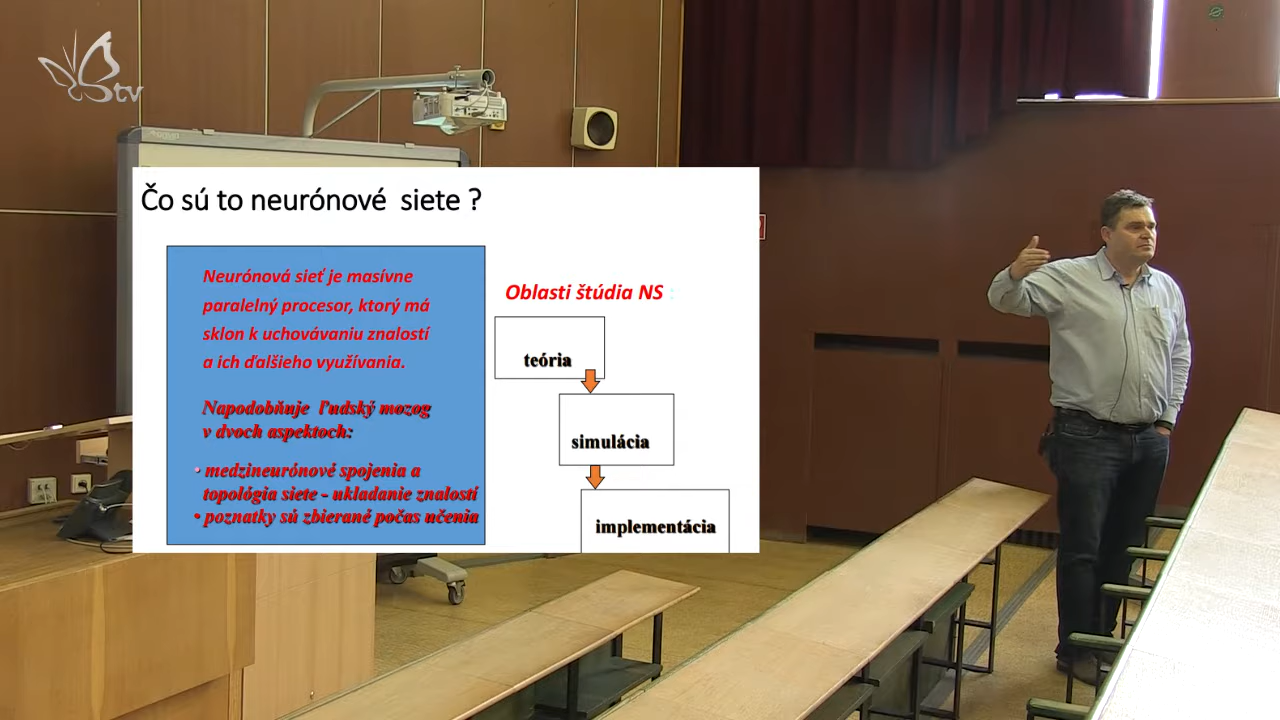 tv
Čo sú to neurónové siete ?
Neurónová sieť je masívne
paralelný procesor, ktorý má
sklon k uchovávaniu znalostí
a ich ďalšieho využívania.
Napodobňuje ľudský mozog
v dvoch aspektoch:
• medzineurónové spojenia a
topológia siete - ukladanie znalostí
• poznatky sú zbierané počas učenia
Oblasti štúdia NS :
teória
simulácia
implementácia